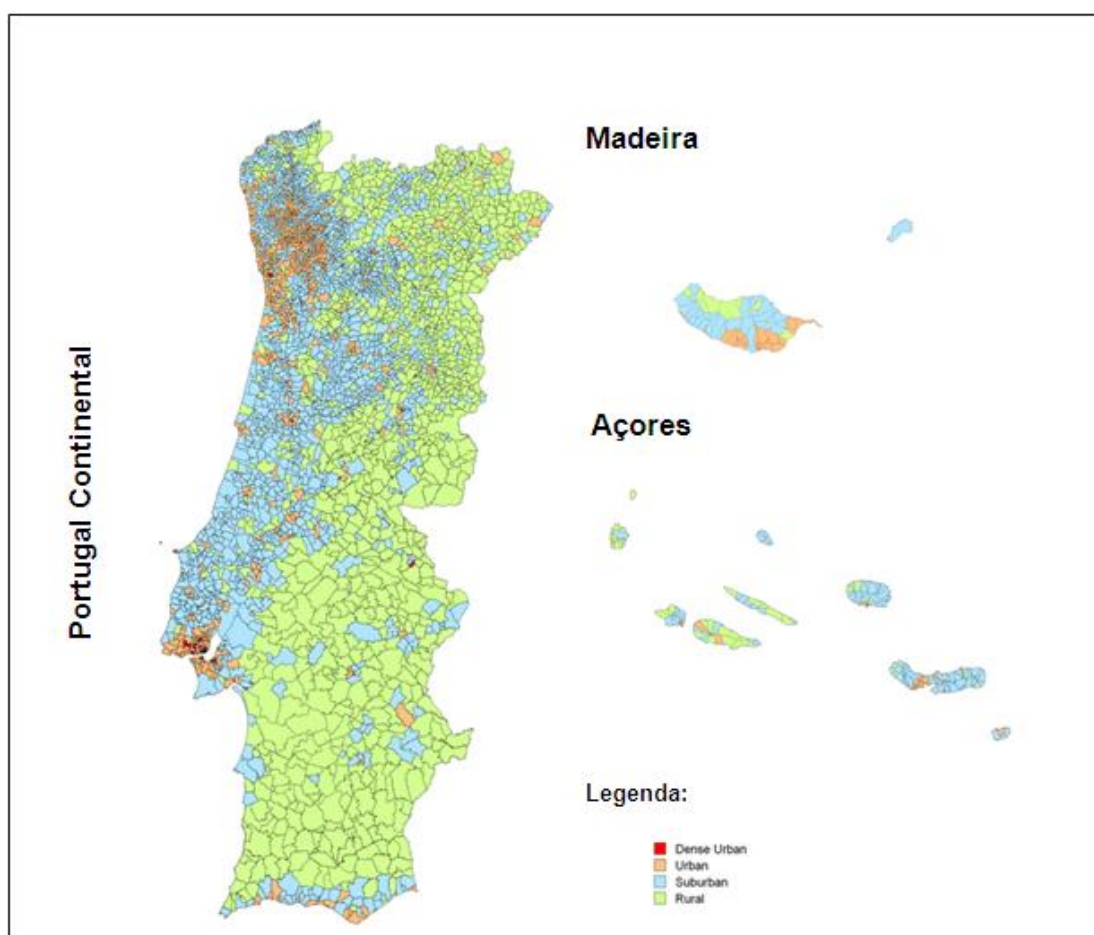 Madeira
Portugal Continental
Açores
Legenda:
Dense Urban
Urban
Suburban
Rural